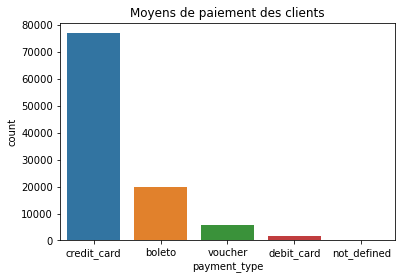 Moyens de paiement des clients
80000
70000
60000
50000
40000
30000
20000
10000
0
count
credit_card boleto voucher debit_card not_defined
payment_type